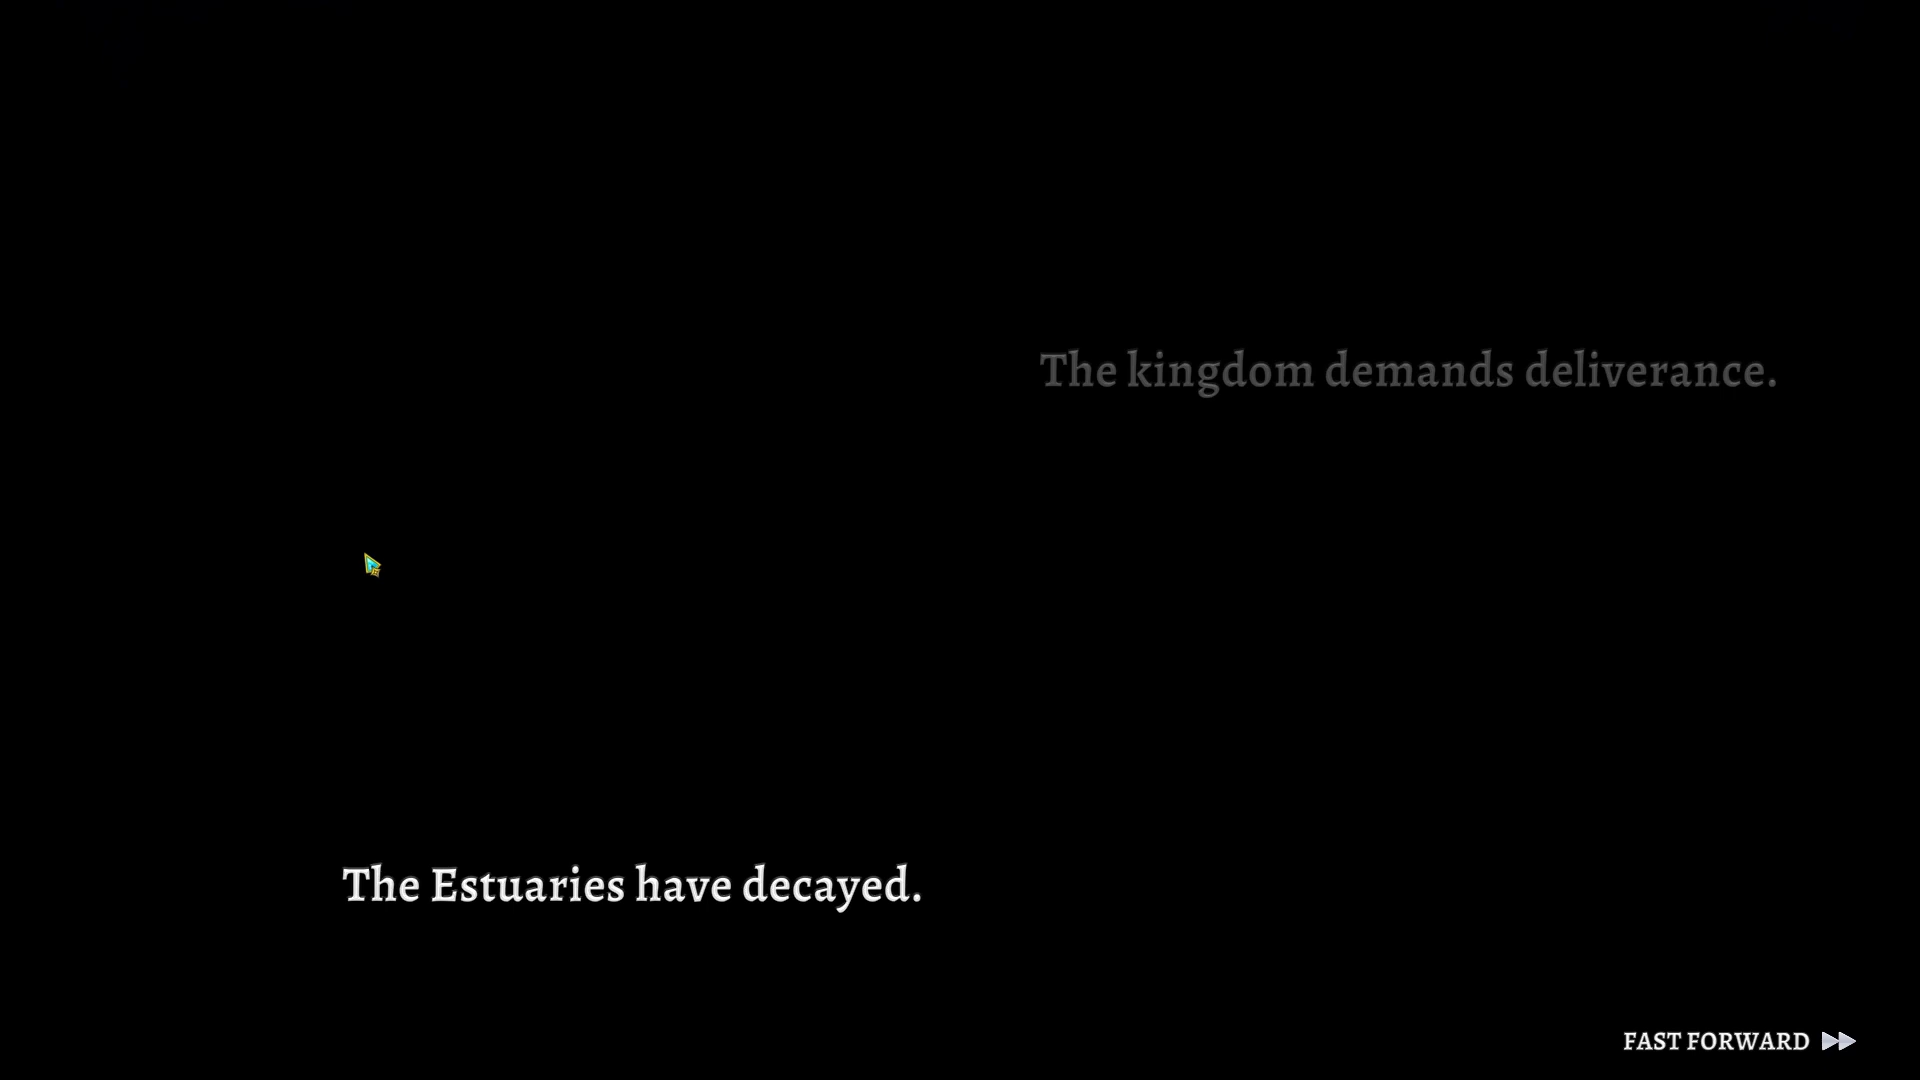 The kingdom demands deliverance.
The Estuaries have decayed.
FAST FORWARD